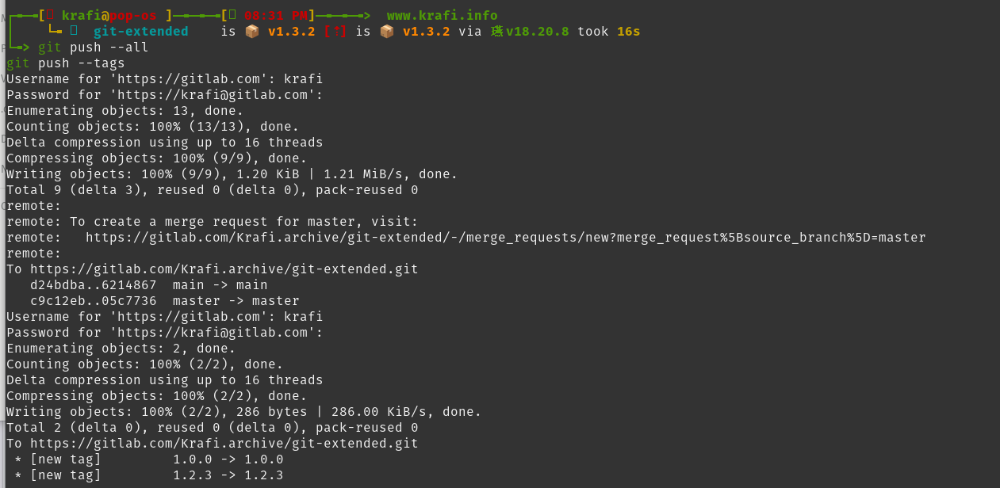 [ krafi@pop-os ]────[ 08:31 PM]────> www.krafi.info
git-extended is 📦 v1.3.2 [⇡] is 📦 v1.3.2 via v18.20.8 took 16s
└─> git push --all
git push --tags
Username for 'https://gitlab.com': krafi
Password for 'https://krafi@gitlab.com':
Enumerating objects: 13, done.
Counting objects: 100% (13/13), done.
Delta compression using up to 16 threads
Compressing objects: 100% (9/9), done.
Writing objects: 100% (9/9), 1.20 KiB | 1.21 MiB/s, done.
Total 9 (delta 3), reused 0 (delta 0), pack-reused 0
remote:
remote: To create a merge request for master, visit:
remote:   https://gitlab.com/Krafi.archive/git-extended/-/merge_requests/new?merge_request%5Bsource_branch%5D=master
remote:
To https://gitlab.com/Krafi.archive/git-extended.git
   d24bdba..6214867  main -> main
   c9c12eb..05c7736  master -> master
Username for 'https://gitlab.com': krafi
Password for 'https://krafi@gitlab.com':
Enumerating objects: 2, done.
Counting objects: 100% (2/2), done.
Delta compression using up to 16 threads
Compressing objects: 100% (2/2), done.
Writing objects: 100% (2/2), 286 bytes | 286.00 KiB/s, done.
Total 2 (delta 0), reused 0 (delta 0), pack-reused 0
To https://gitlab.com/Krafi.archive/git-extended.git
 * [new tag]         1.0.0 -> 1.0.0
 * [new tag]         1.2.3 -> 1.2.3